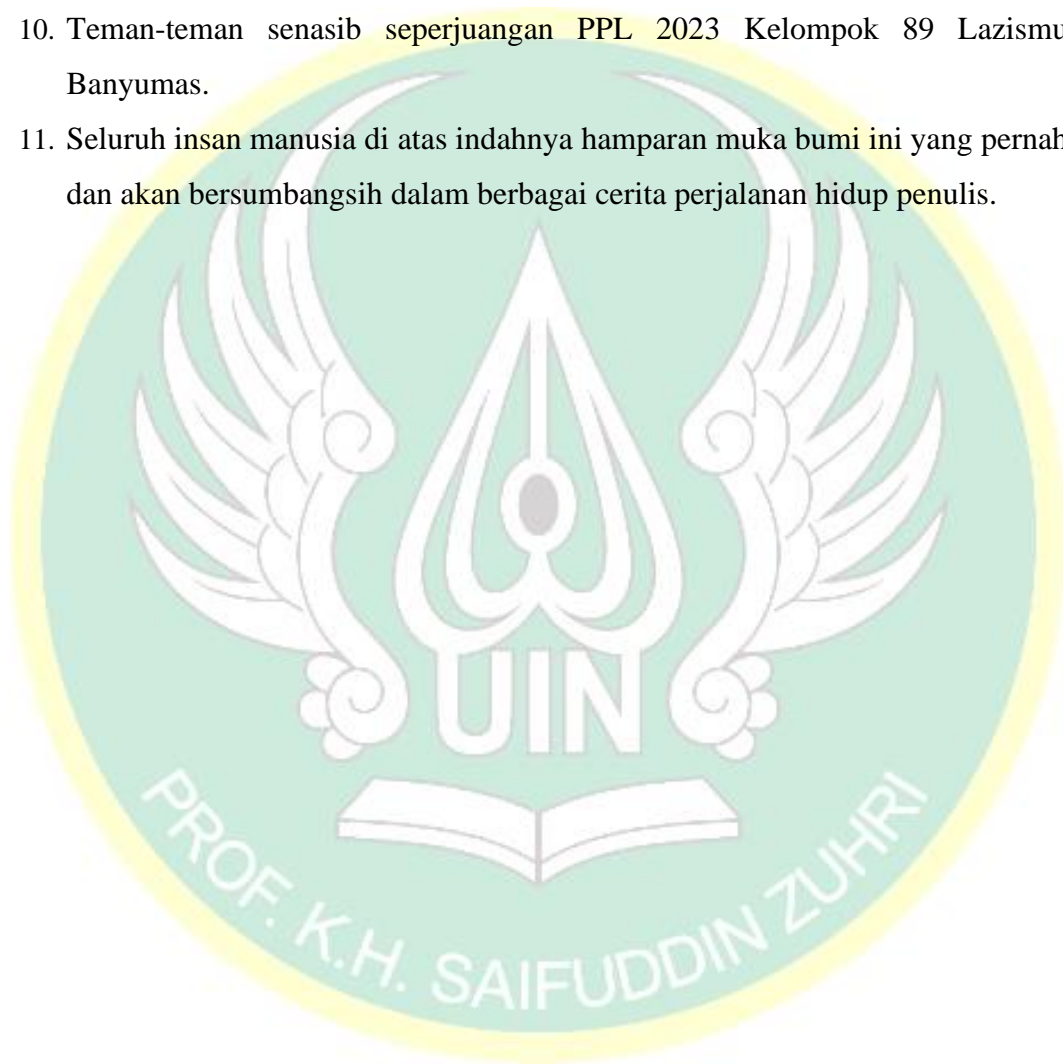 10. Teman-teman senasib seperjuangan PPL 2023 Kelompok 89 Lazismu
Banyumas.
11. Seluruh insan manusia di atas indahnya hamparan muka bumi ini yang pernah
dan akan bersumbangsih dalam berbagai cerita perjalanan hidup penulis.
UIN
PROF. K.H. SAIFUDDIN ZUHRI